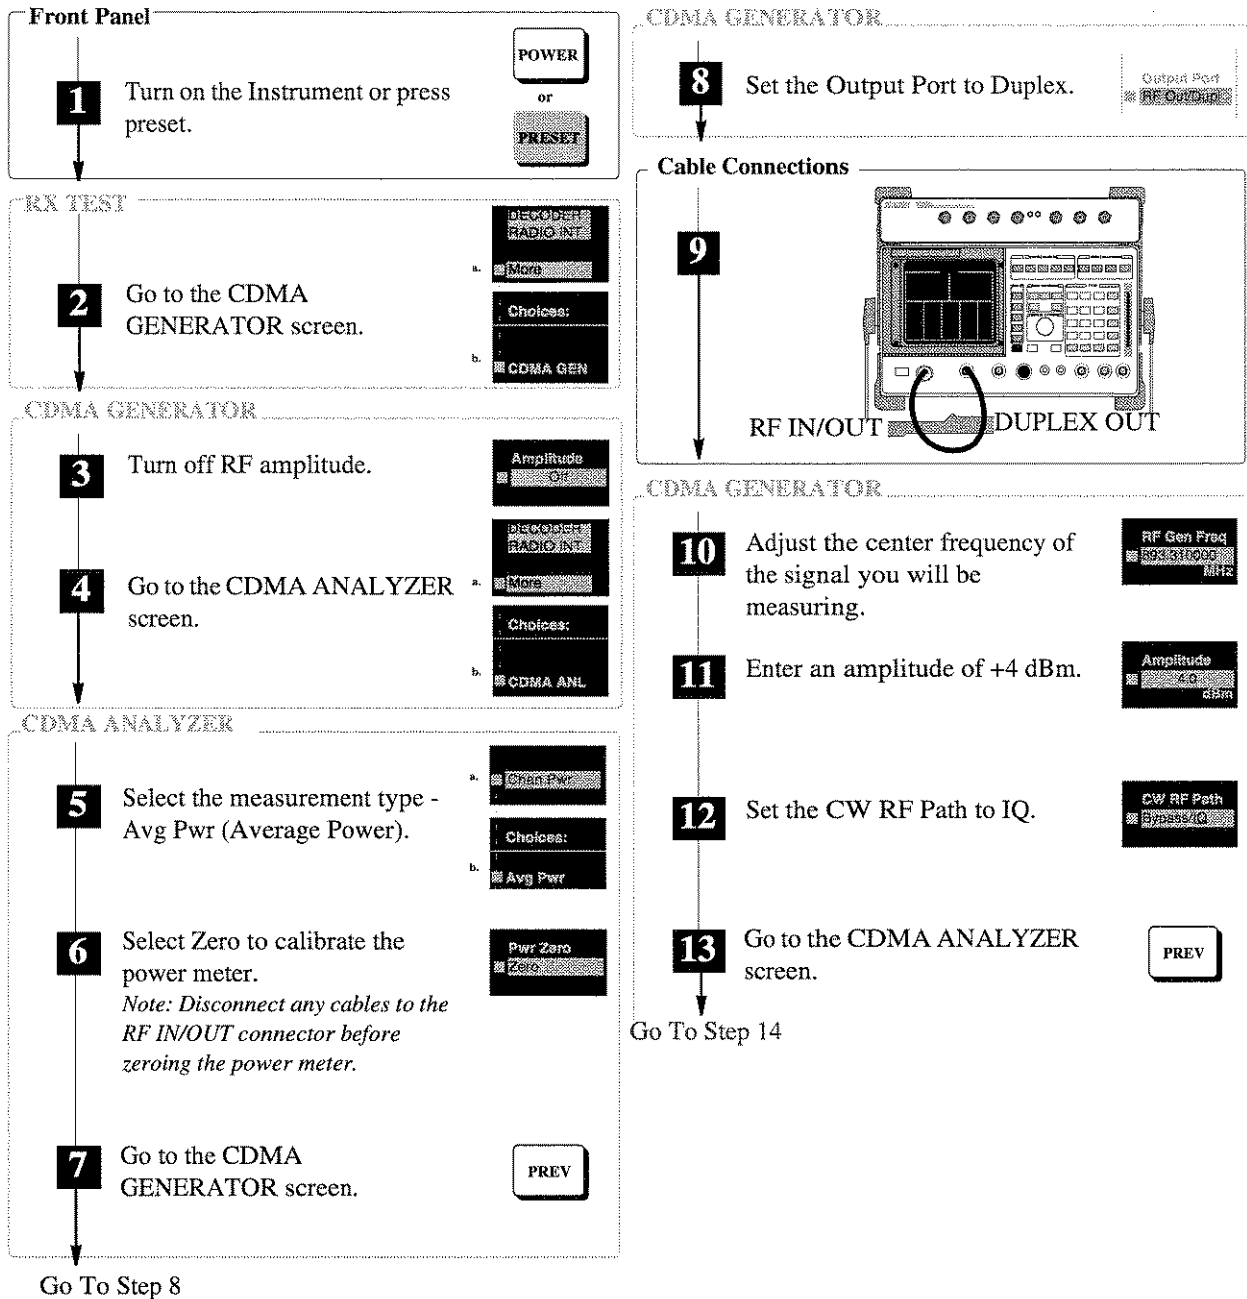 Front Panel
1
Turn on the Instrument or press
preset.
POWER
or
PRESET
RX TEST
2
Go to the CDMA
GENERATOR screen.
DECODER
RADIO INT
a.
More
Choices:
b.
CDMA GEN
CDMA GENERATOR
3
Turn off RF amplitude.
Amplitude
Off
4
Go to the CDMA ANALYZER
screen.
DECODER
RADIO INT
a.
More
Choices:
b.
CDMA ANL
CDMA ANALYZER
5
Select the measurement type -
Avg Pwr (Average Power).
a.
Chan Pwr
Choices:
b.
Avg Pwr
6
Select Zero to calibrate the
power meter.
Note: Disconnect any cables to the
RF IN/OUT connector before
zeroing the power meter.
Pwr Zero
Zero
7
Go to the CDMA
GENERATOR screen.
PREV
Go To Step 8
CDMA GENERATOR
8
Set the Output Port to Duplex.
Output Port
RF Out/Dupl
Cable Connections
9
RF IN/OUT
DUPLEX OUT
CDMA GENERATOR
10
Adjust the center frequency of
the signal you will be
measuring.
RF Gen Freq
MHz
11
Enter an amplitude of +4 dBm.
Amplitude
4.0
dBm
12
Set the CW RF Path to IQ.
CW RF Path
Bypass/IQ
13
Go to the CDMA ANALYZER
screen.
PREV
Go To Step 14